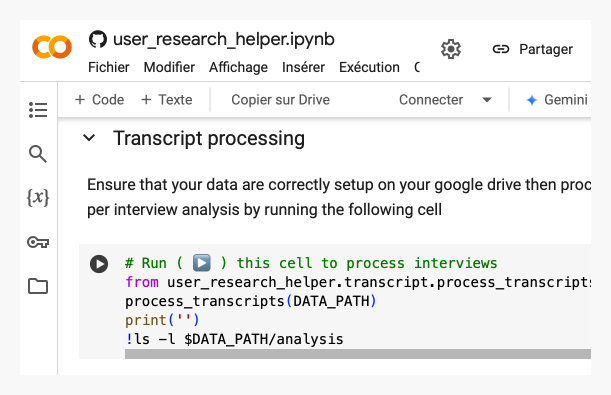 user_research_helper.ipynb
Partager
Fichier Modifier Affichage Insérer Exécution
+ Code + Texte Copier sur Drive Connecter Gemini
Transcript processing
Ensure that your data are correctly setup on your google drive then
per interview analysis by running the following cell
{x}
# Run ( ▶️ ) this cell to process interviews
from user_research_helper.transcript.process_transcripts
process_transcripts(DATA_PATH)
print('')
!ls -l $DATA_PATH/analysis